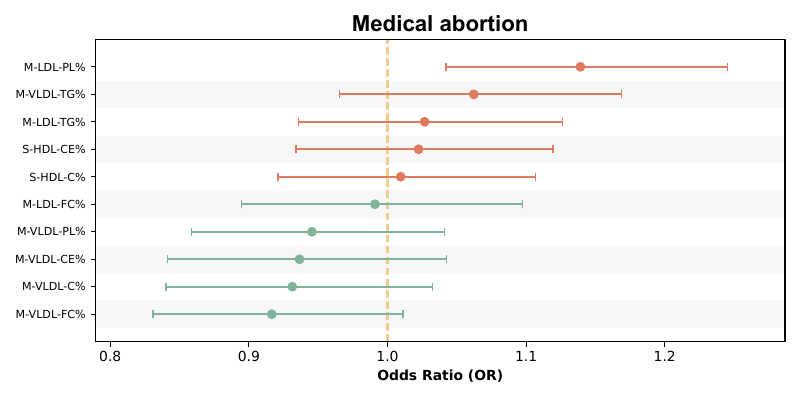 Medical abortion
M-LDL-PL%
M-VLDL-TG%
M-LDL-TG%
S-HDL-CE%
S-HDL-C%
M-LDL-FC%
M-VLDL-PL%
M-VLDL-CE%
M-VLDL-C%
M-VLDL-FC%
0.8 0.9 1.0 1.1 1.2
Odds Ratio (OR)